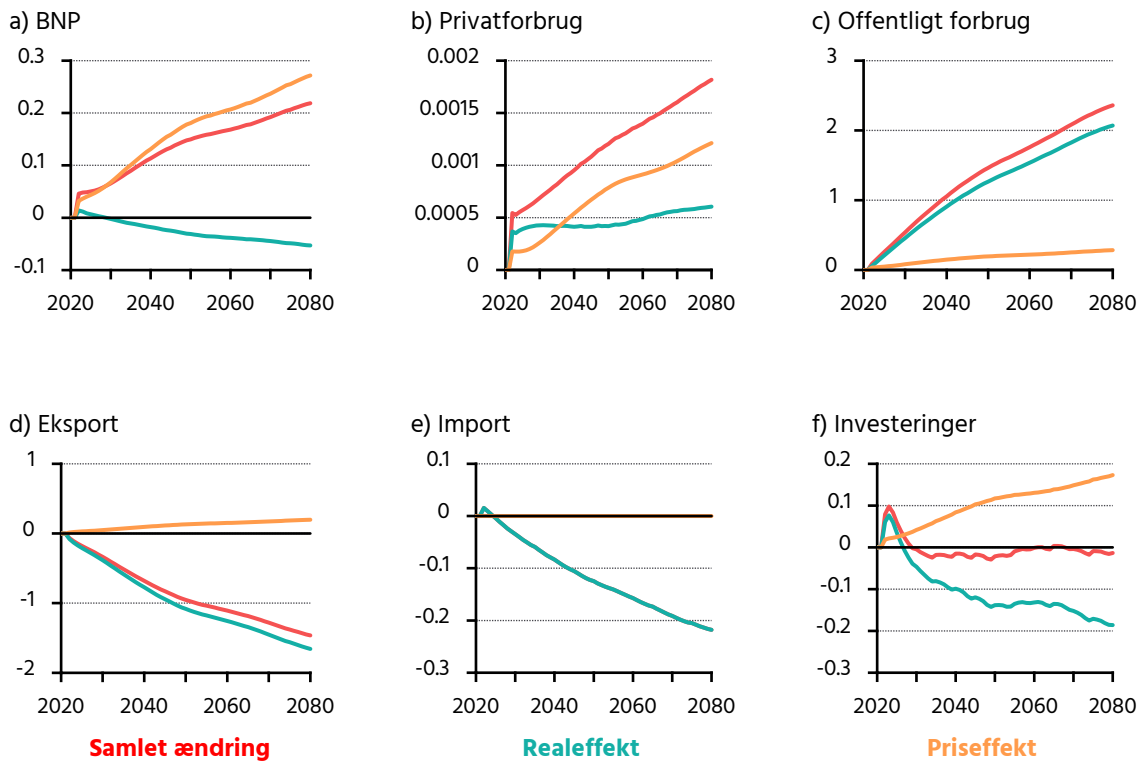 a) BNP
0.3
0.2
0.1
0
-0.1
2020 2040 2060 2080
b) Privatforbrug
0.002
0.0015
0.001
0.0005
0
2020 2040 2060 2080
c) Offentligt forbrug
3
2
1
0
2020 2040 2060 2080
d) Eksport
1
0
-1
-2
2020 2040 2060 2080
e) Import
0.1
0
-0.1
-0.2
-0.3
2020 2040 2060 2080
f) Investeringer
0.2
0.1
0
-0.1
-0.2
-0.3
2020 2040 2060 2080
Samlet ændring
Realeffekt
Priseffekt